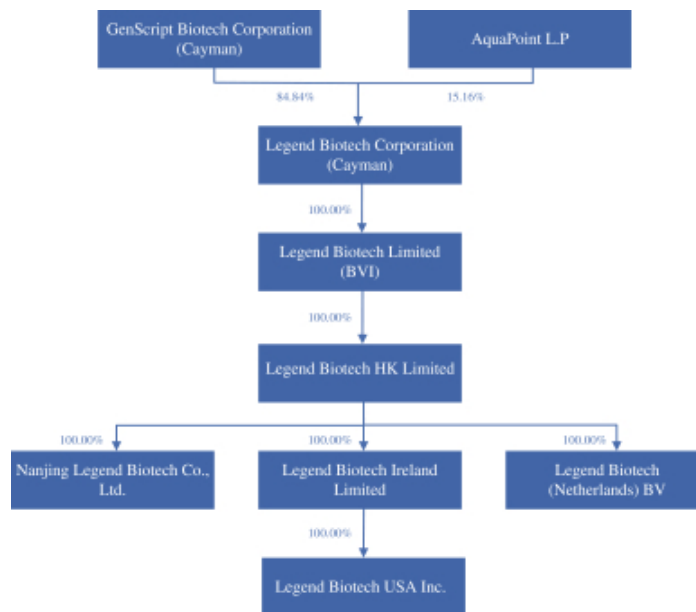 GenScript Biotech Corporation
(Cayman)
AquaPoint L.P
84.84%
15.16%
Legend Biotech Corporation
(Cayman)
100.00%
Legend Biotech Limited
(BVI)
100.00%
Legend Biotech HK Limited
100.00%
100.00%
100.00%
Nanjing Legend Biotech Co.,
Ltd.
Legend Biotech Ireland
Limited
Legend Biotech
(Netherlands) BV
100.00%
Legend Biotech USA Inc.